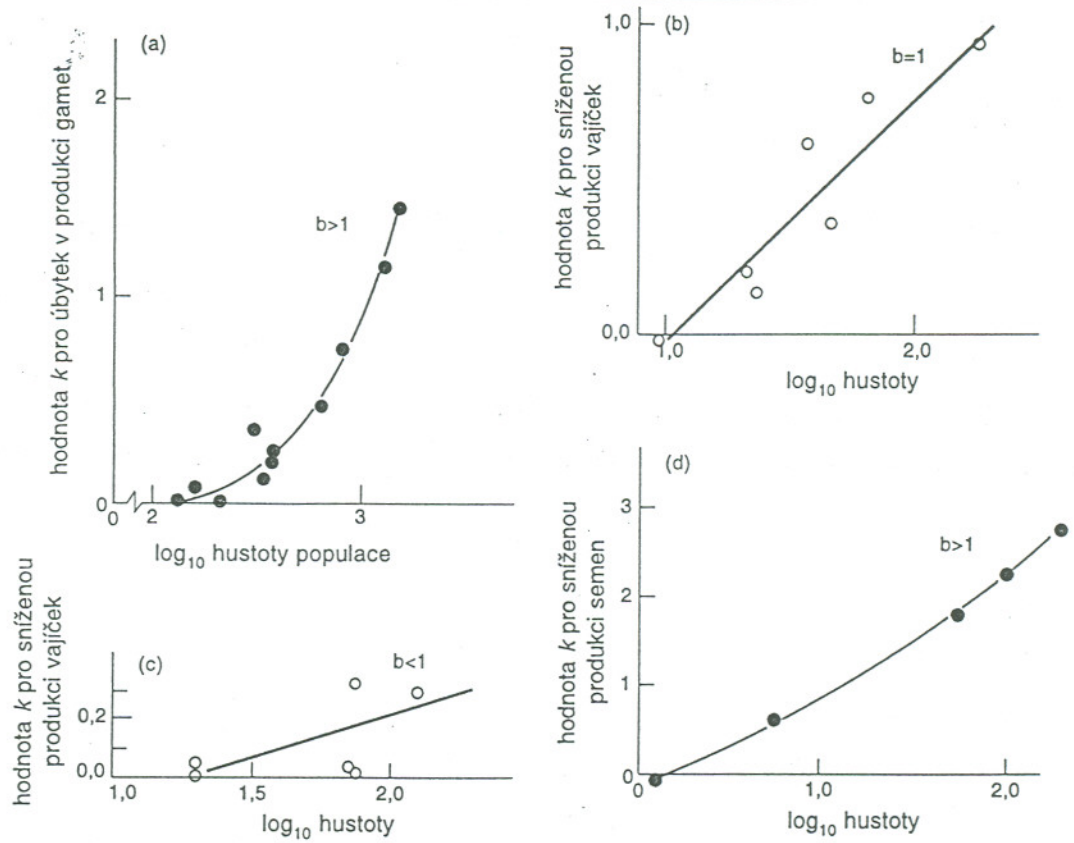 (a)
hodnota k pro úbytek v produkci gamet
2
1
0
0
2
3
b>1
log10 hustoty populace
(b)
hodnota k pro sníženou
produkci vajíček
1,0
0,0
b=1
1,0
2,0
log10 hustoty
(c)
hodnota k pro sníženou
produkci vajíček
0,2
0,0
b<1
1,0
1,5
2,0
log10 hustoty
(d)
hodnota k pro sníženou
produkci semen
3
2
1
0
b>1
0
1,0
2,0
log10 hustoty